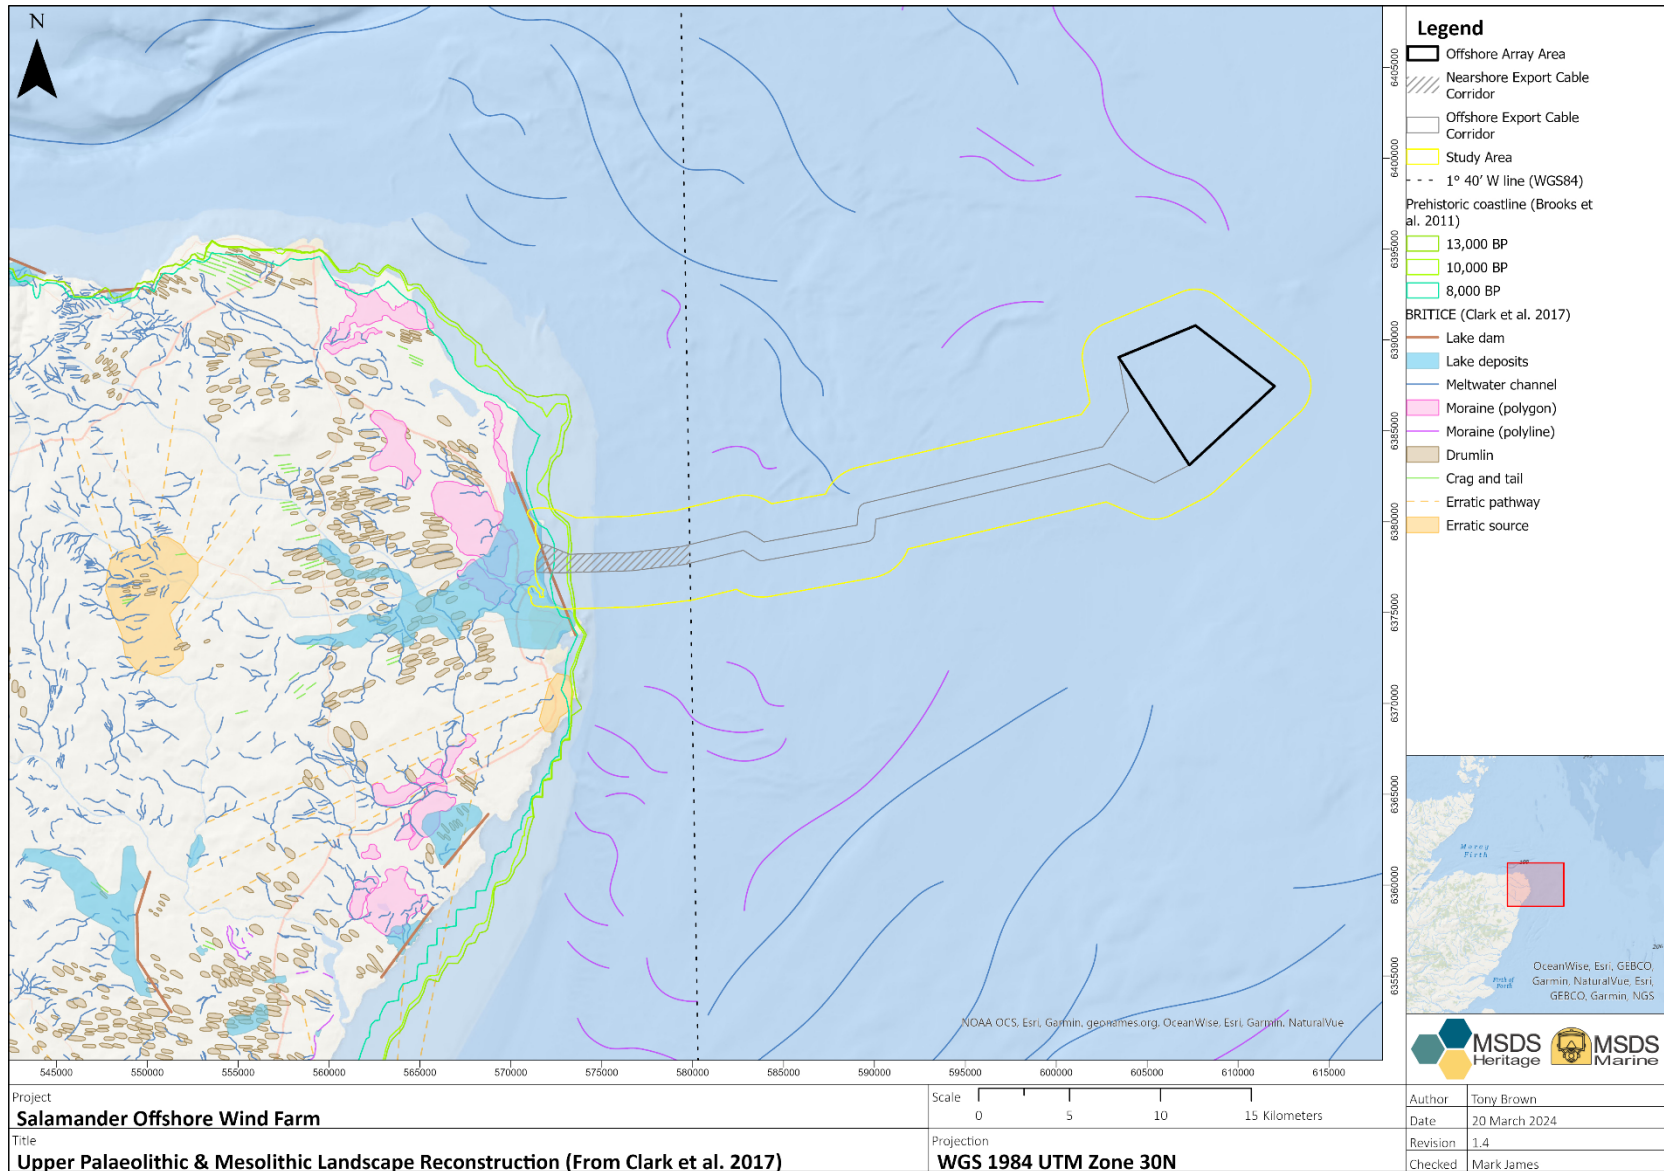 N
Legend
Offshore Array Area
Nearshore Export Cable
Corridor
Offshore Export Cable
Corridor
Study Area
1° 40' W line (WGS84)
Prehistoric coastline (Brooks et
al. 2011)
13,000 BP
10,000 BP
8,000 BP
BRITICE (Clark et al. 2017)
Lake dam
Lake deposits
Meltwater channel
Moraine (polygon)
Moraine (polyline)
Drumlin
Crag and tail
Erratic pathway
Erratic source
6405000
6400000
6395000
6390000
6385000
6380000
6375000
6370000
6365000
6360000
6355000
545000
550000
555000
560000
565000
570000
575000
580000
585000
590000
595000
600000
605000
610000
615000
NOAA OCS, Esri, Garmin, geonames.org, OceanWise, Esri, Garmin, NaturalVue
Moray
Firth
Firth of
Forth
OceanWise, Esri, GEBCO,
Garmin, NaturalVue, Esri,
GEBCO, Garmin, NGS
MSDS
Heritage
MSDS
Marine
Project
Salamander Offshore Wind Farm
Title
Upper Palaeolithic & Mesolithic Landscape Reconstruction (From Clark et al. 2017)
Scale
0 5 10 15 Kilometers
Projection
WGS 1984 UTM Zone 30N
Author Tony Brown
Date 20 March 2024
Revision 1.4
Checked Mark James